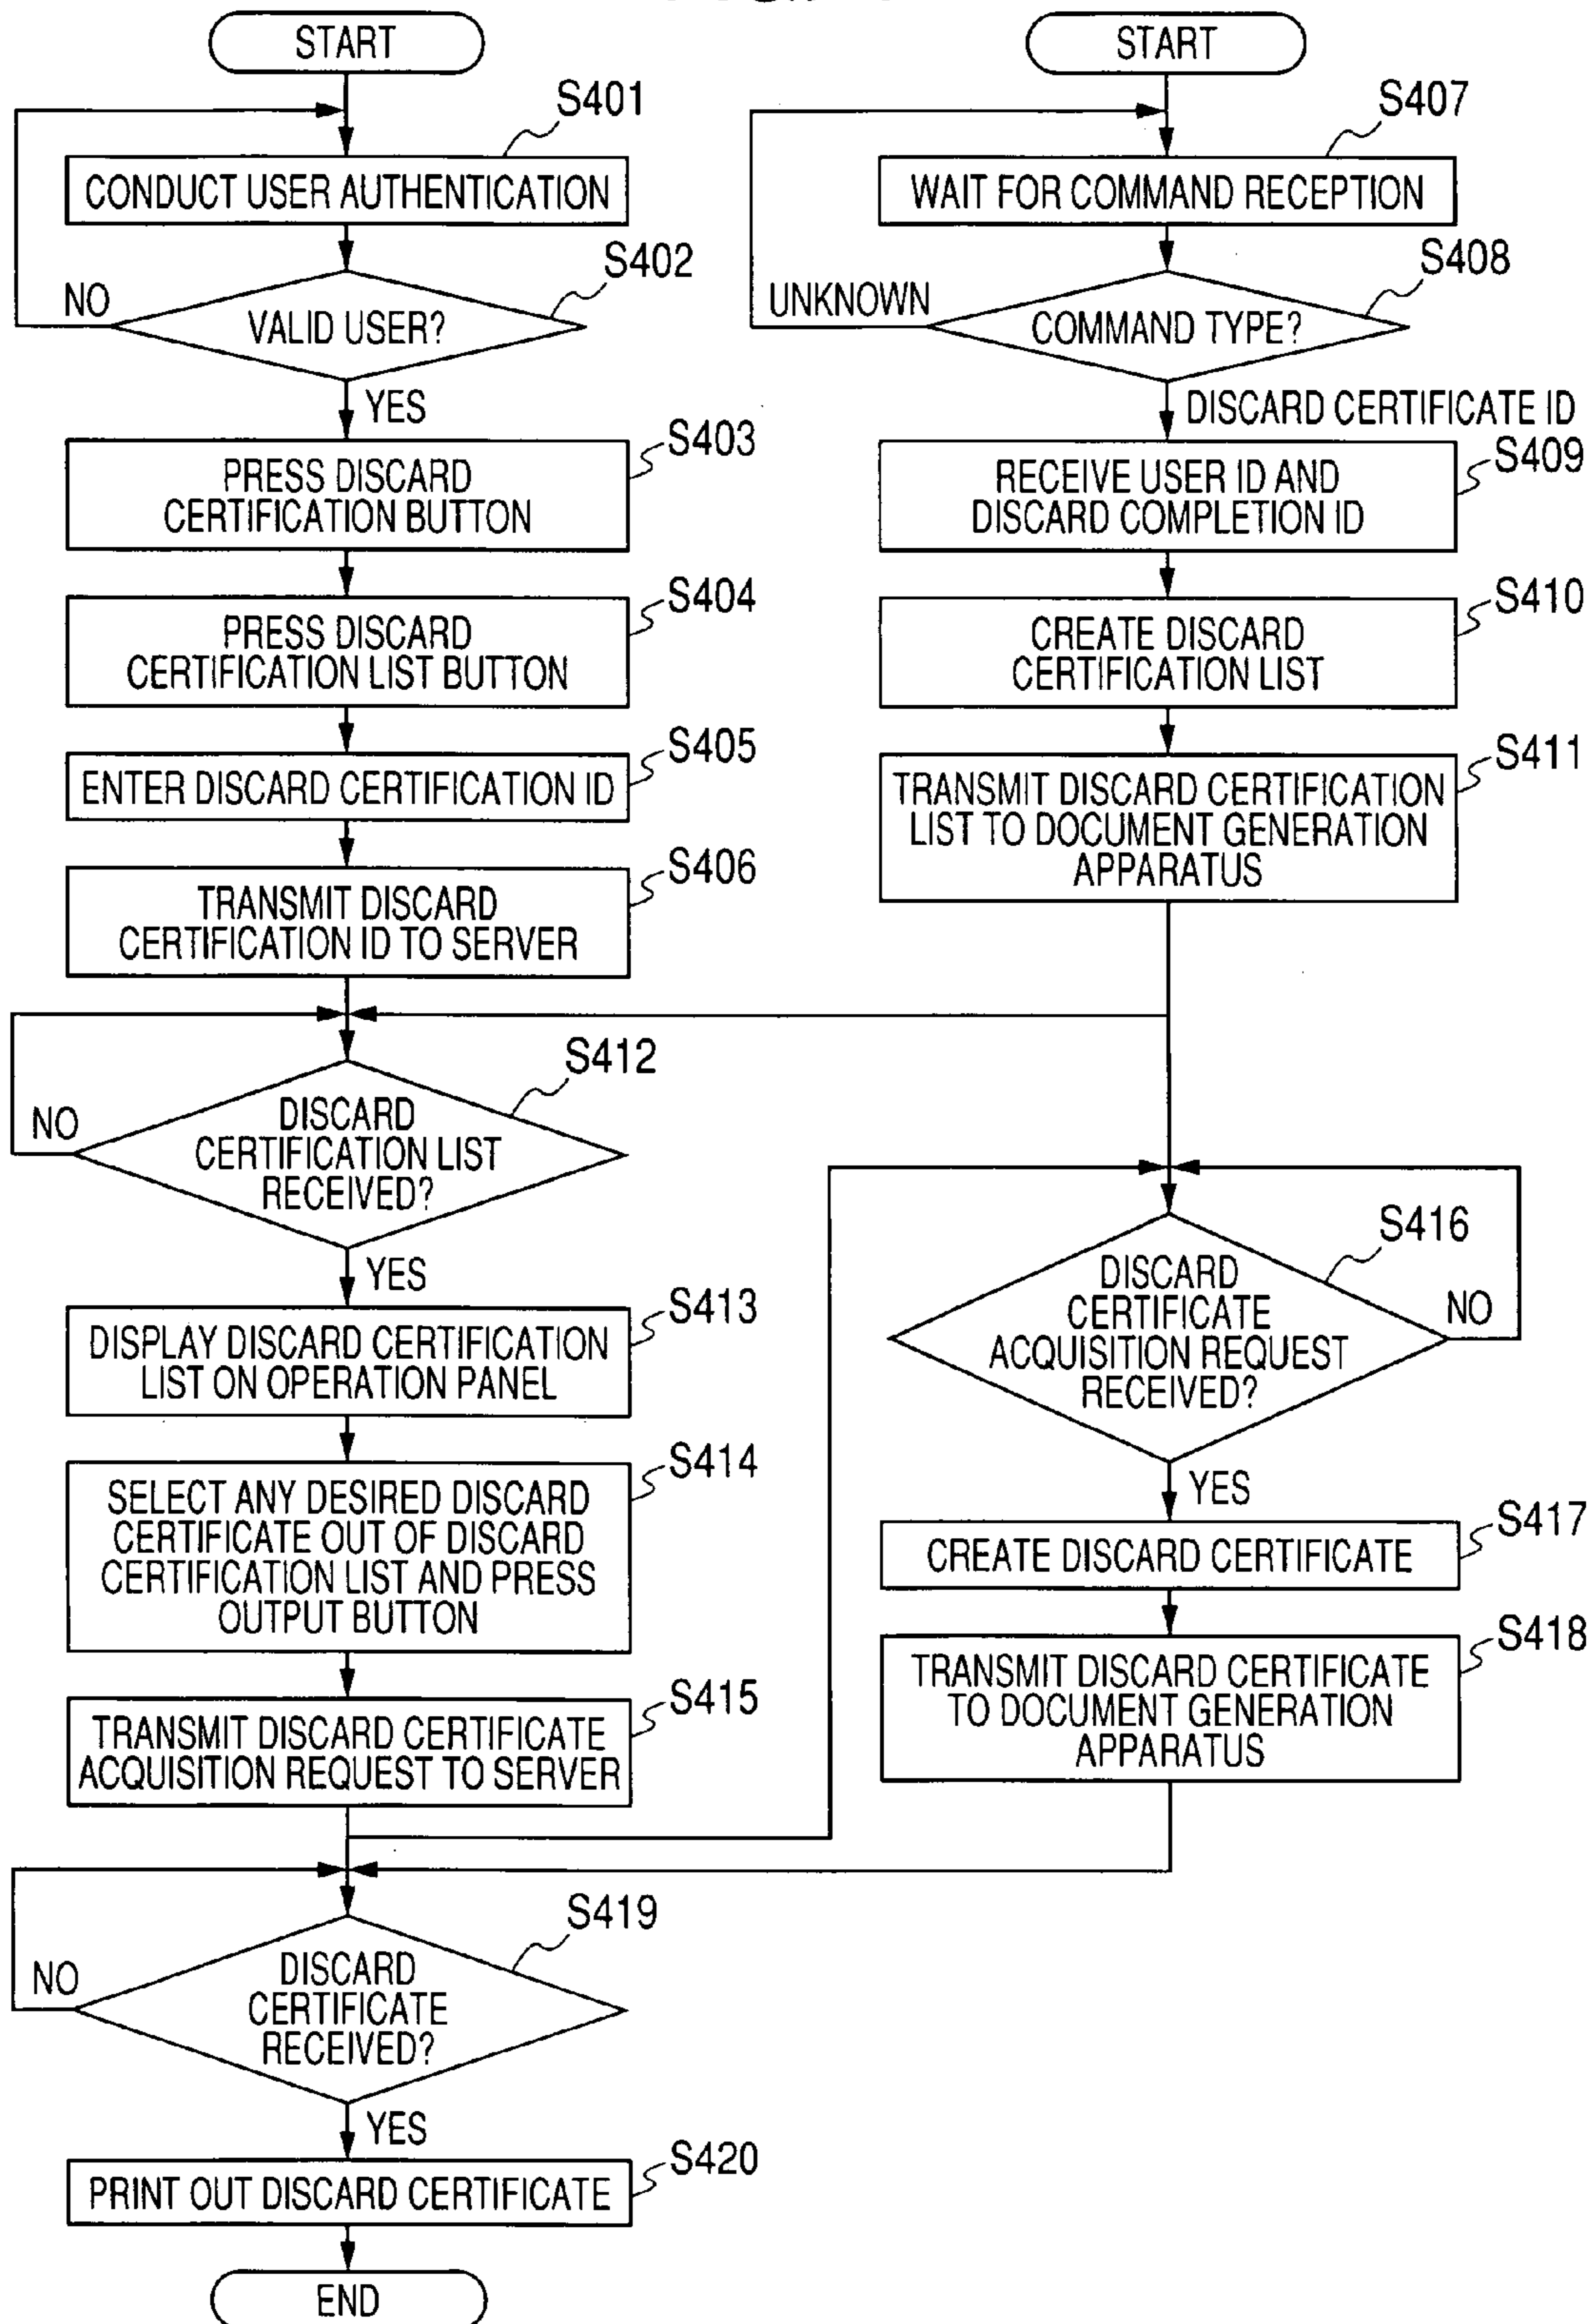 START
S401
CONDUCT USER AUTHENTICATION
S402
NO
VALID USER?
YES
S403
PRESS DISCARD
CERTIFICATION BUTTON
S404
PRESS DISCARD
CERTIFICATION LIST BUTTON
S405
ENTER DISCARD CERTIFICATION ID
S406
TRANSMIT DISCARD
CERTIFICATION ID TO SERVER
S412
NO
DISCARD
CERTIFICATION LIST
RECEIVED?
YES
S413
DISPLAY DISCARD CERTIFICATION
LIST ON OPERATION PANEL
S414
SELECT ANY DESIRED DISCARD
CERTIFICATE OUT OF DISCARD
CERTIFICATION LIST AND PRESS
OUTPUT BUTTON
S415
TRANSMIT DISCARD CERTIFICATE
ACQUISITION REQUEST TO SERVER
S419
NO
DISCARD
CERTIFICATE
RECEIVED?
YES
S420
PRINT OUT DISCARD CERTIFICATE
END
START
S407
WAIT FOR COMMAND RECEPTION
S408
UNKNOWN
COMMAND TYPE?
DISCARD CERTIFICATE ID
S409
RECEIVE USER ID AND
DISCARD COMPLETION ID
S410
CREATE DISCARD
CERTIFICATION LIST
S411
TRANSMIT DISCARD CERTIFICATION
LIST TO DOCUMENT GENERATION
APPARATUS
S416
DISCARD
CERTIFICATE
ACQUISITION REQUEST
RECEIVED?
NO
YES
S417
CREATE DISCARD CERTIFICATE
S418
TRANSMIT DISCARD CERTIFICATE
TO DOCUMENT GENERATION
APPARATUS